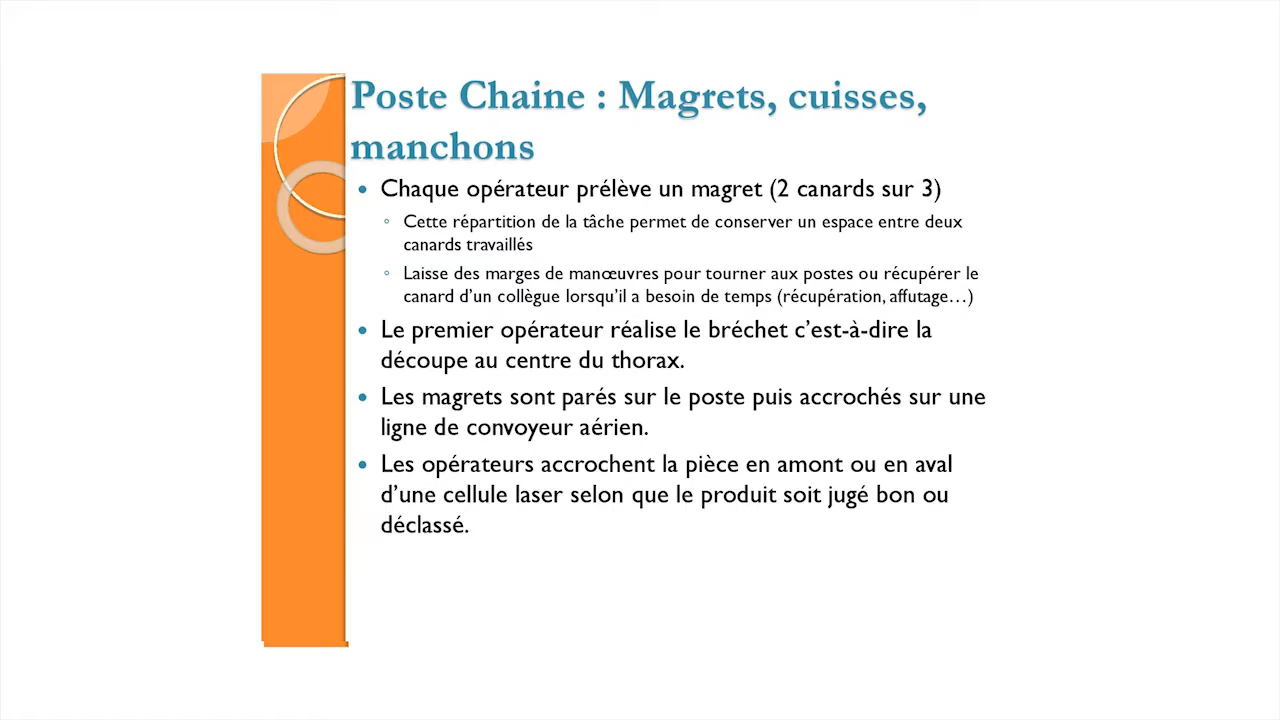 Poste Chaine : Magrets, cuisses,
manchons
• Chaque opérateur prélève un magret (2 canards sur 3)
◦ Cette répartition de la tâche permet de conserver un espace entre deux
canards travaillés
◦ Laisse des marges de manœuvres pour tourner aux postes ou récupérer le
canard d’un collègue lorsqu’il a besoin de temps (récupération, affutage…)
• Le premier opérateur réalise le bréchet c’est-à-dire la
découpe au centre du thorax.
• Les magrets sont parés sur le poste puis accrochés sur une
ligne de convoyeur aérien.
• Les opérateurs accrochent la pièce en amont ou en aval
d’une cellule laser selon que le produit soit jugé bon ou
déclassé.